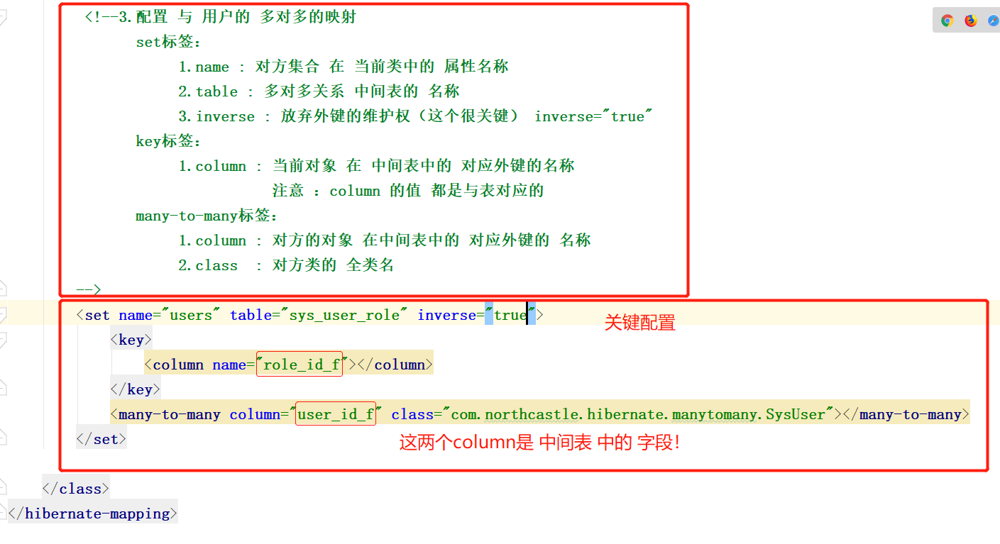 <!--3.配置 与 用户的 多对多的映射
set标签:
1.name : 对方集合 在 当前类中的 属性名称
2.table : 多对多关系 中间表的 名称
3.inverse : 放弃外键的维护权（这个很关键） inverse="true"
key标签:
1.column : 当前对象 在 中间表中的 对应外键的名称
注意 ：column 的值 都是与表对应的
many-to-many标签:
1.column : 对方的对象 在中间表中的 对应外键的 名称
2.class  : 对方类的 全类名
-->
<set name="users" table="sys_user_role" inverse="true"> 关键配置
<key>
<column name="role_id_f"></column>
</key>
<many-to-many column="user_id_f" class="com.northcastle.hibernate.manytomany.SysUser"></many-to-many>
</set> 这两个column是 中间表 中的 字段！
</class>
</hibernate-mapping>